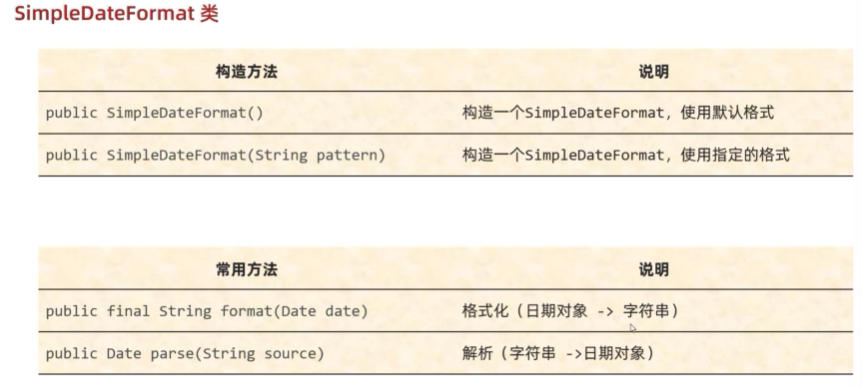 SimpleDateFormat 类
构造方法 说明
public SimpleDateFormat() 构造一个SimpleDateFormat，使用默认格式
public SimpleDateFormat(String pattern) 构造一个SimpleDateFormat，使用指定的格式
常用方法 说明
public final String format(Date date) 格式化（日期对象 -> 字符串）
public Date parse(String source) 解析（字符串 ->日期对象）